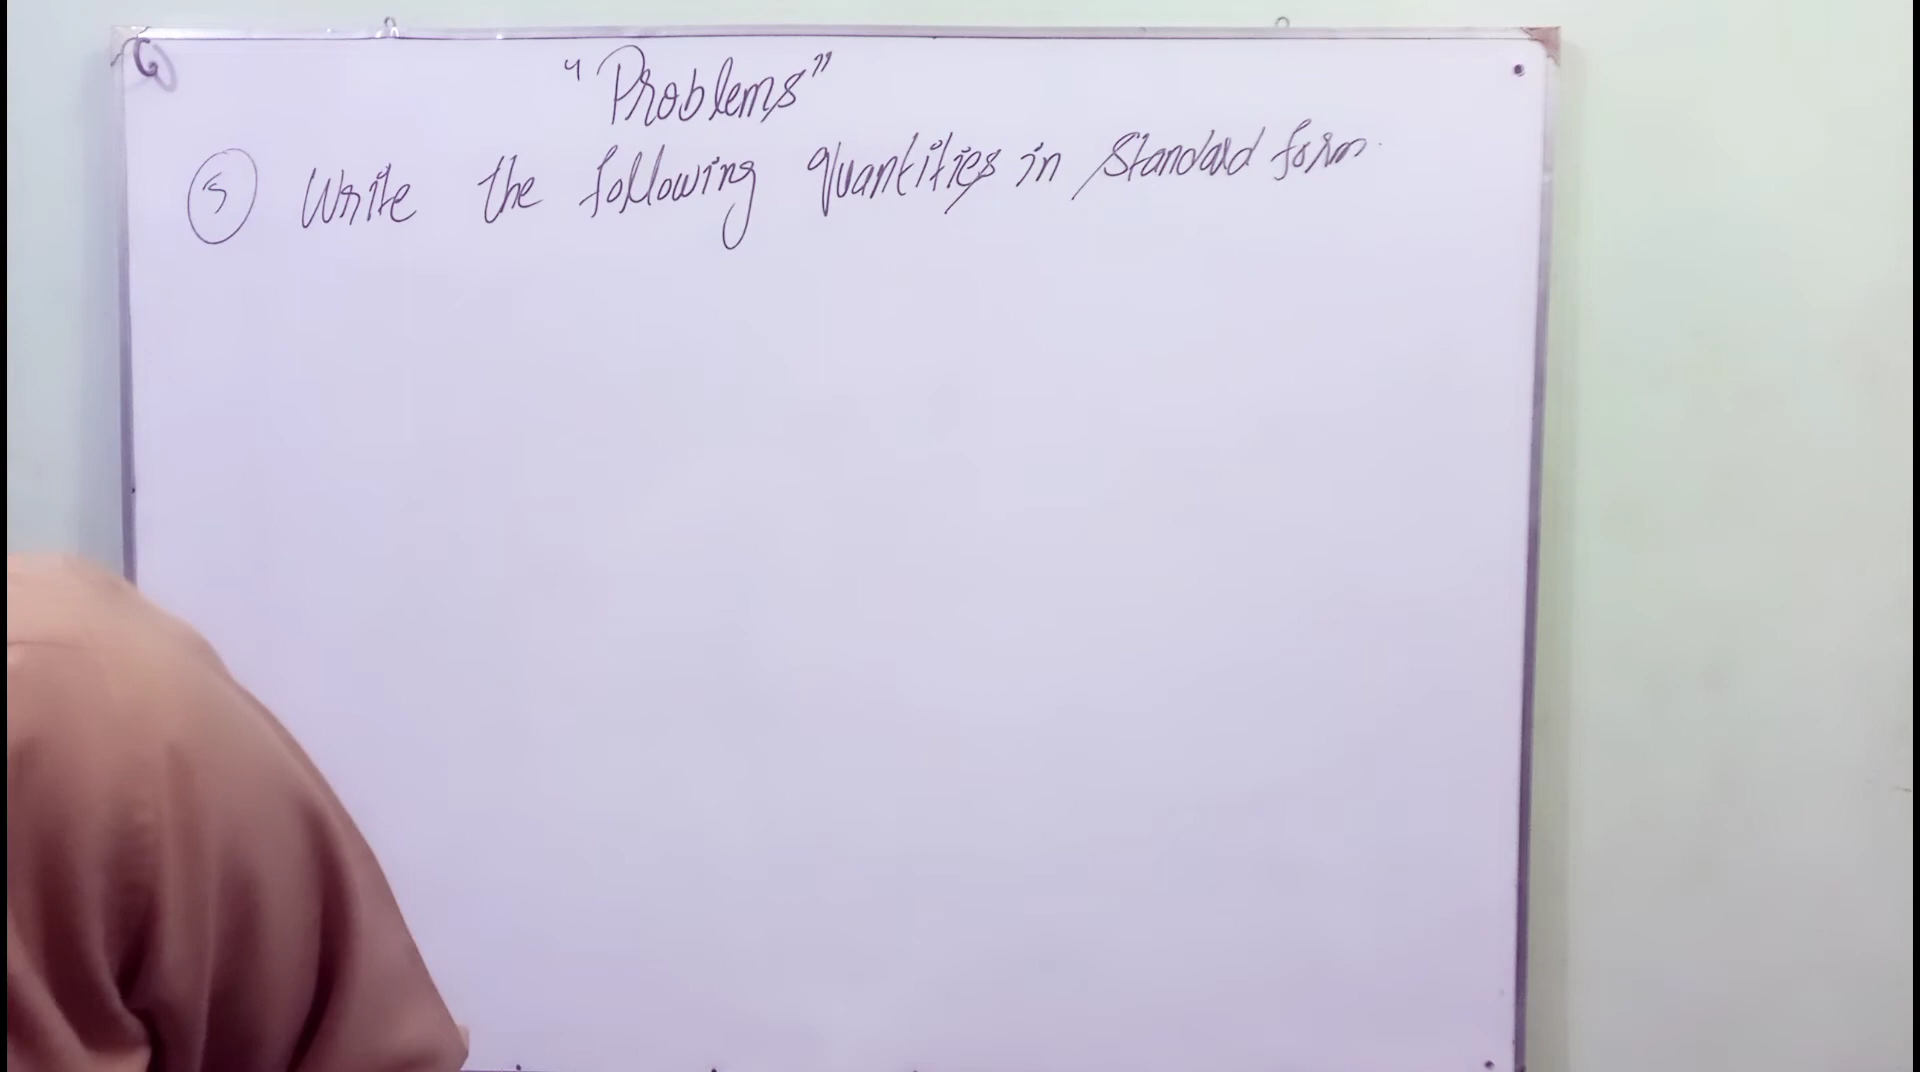 "Problems"
5 Write the following quantities in standard form.